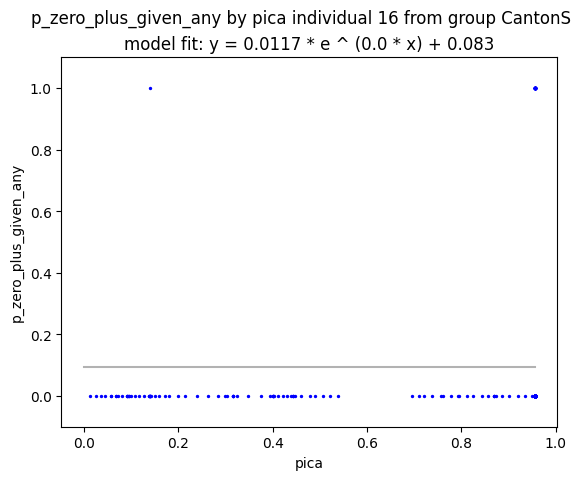 p_zero_plus_given_any by pica individual 16 from group CantonS
model fit: y = 0.0117 * e ^ (0.0 * x) + 0.083
1.0
0.8
0.6
0.4
0.2
0.0
p_zero_plus_given_any
0.0 0.2 0.4 0.6 0.8 1.0
pica